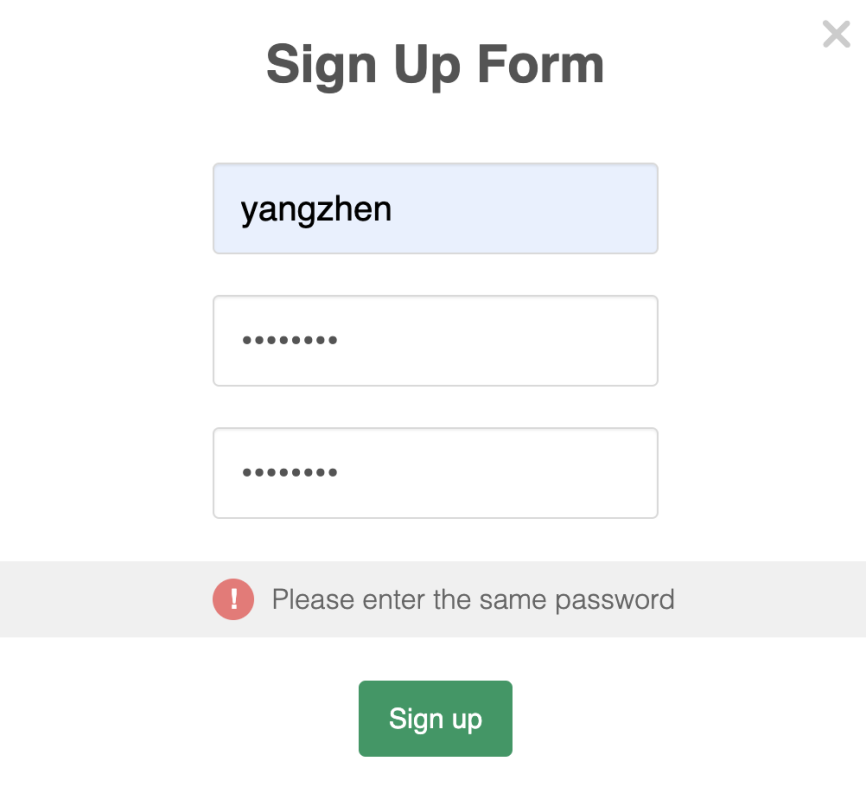 Sign Up Form
yangzhen
••••••••
••••••••
Please enter the same password
Sign up